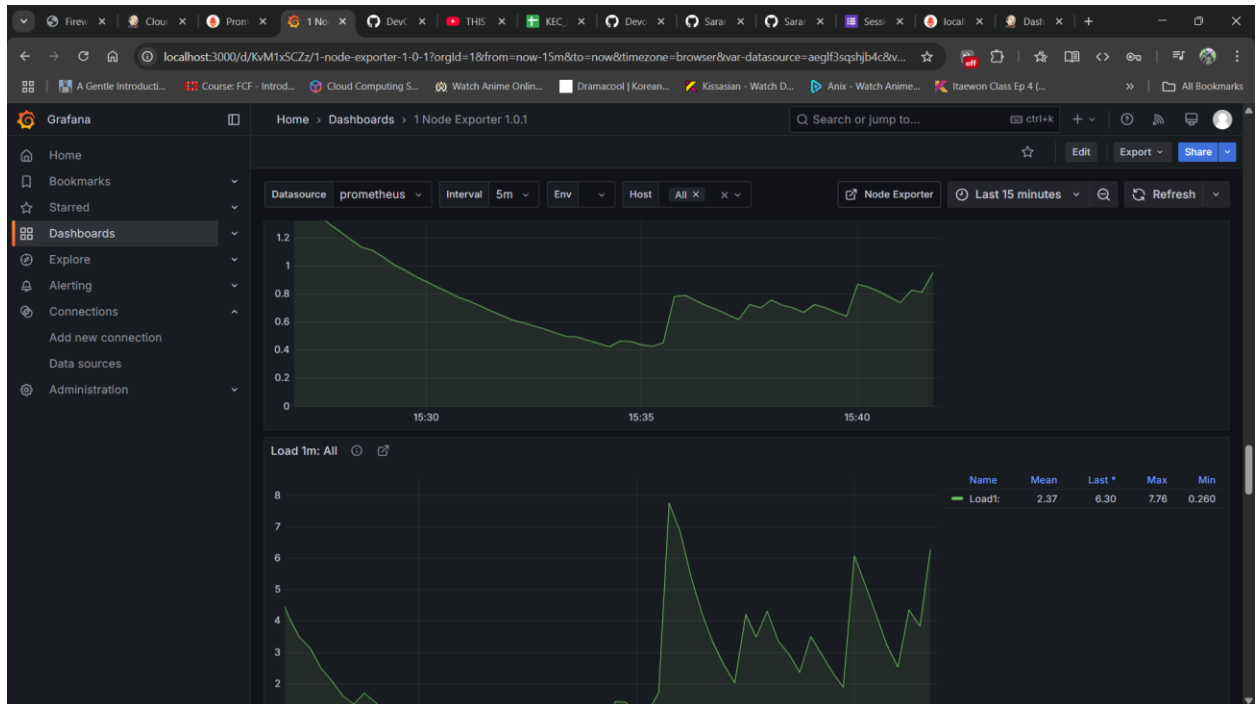 Firew
Clou
Prom
1 No
DevC
THIS
KEC_
Devo
Sara
Sara
Sessi
locall
Dash
localhost:3000/d/KvM1xSCZz/1-node-exporter-1-0-1?orgId=1&from=now-15m&to=now&timezone=browser&var-datasource=aeglf3sqshjb4c&v...
off
A Gentle Introducti...
Course: FCF - Introd...
Cloud Computing S...
Watch Anime Onlin...
Dramacool | Korean...
Kissasian - Watch D...
Anix - Watch Anime...
Itaewon Class Ep 4 (...
All Bookmarks
Grafana
Home › Dashboards › 1 Node Exporter 1.0.1
Search or jump to...
ctrl+k
Home
Bookmarks
Starred
Dashboards
Explore
Alerting
Connections
Add new connection
Data sources
Administration
Edit
Export
Share
Datasource prometheus
Interval 5m
Env
Host All
Node Exporter
Last 15 minutes
Refresh
1.2
1
0.8
0.6
0.4
0.2
0
15:30 15:35 15:40
Load 1m: All
8
7
6
5
4
3
2
Name Mean Last * Max Min
Load1: 2.37 6.30 7.76 0.260